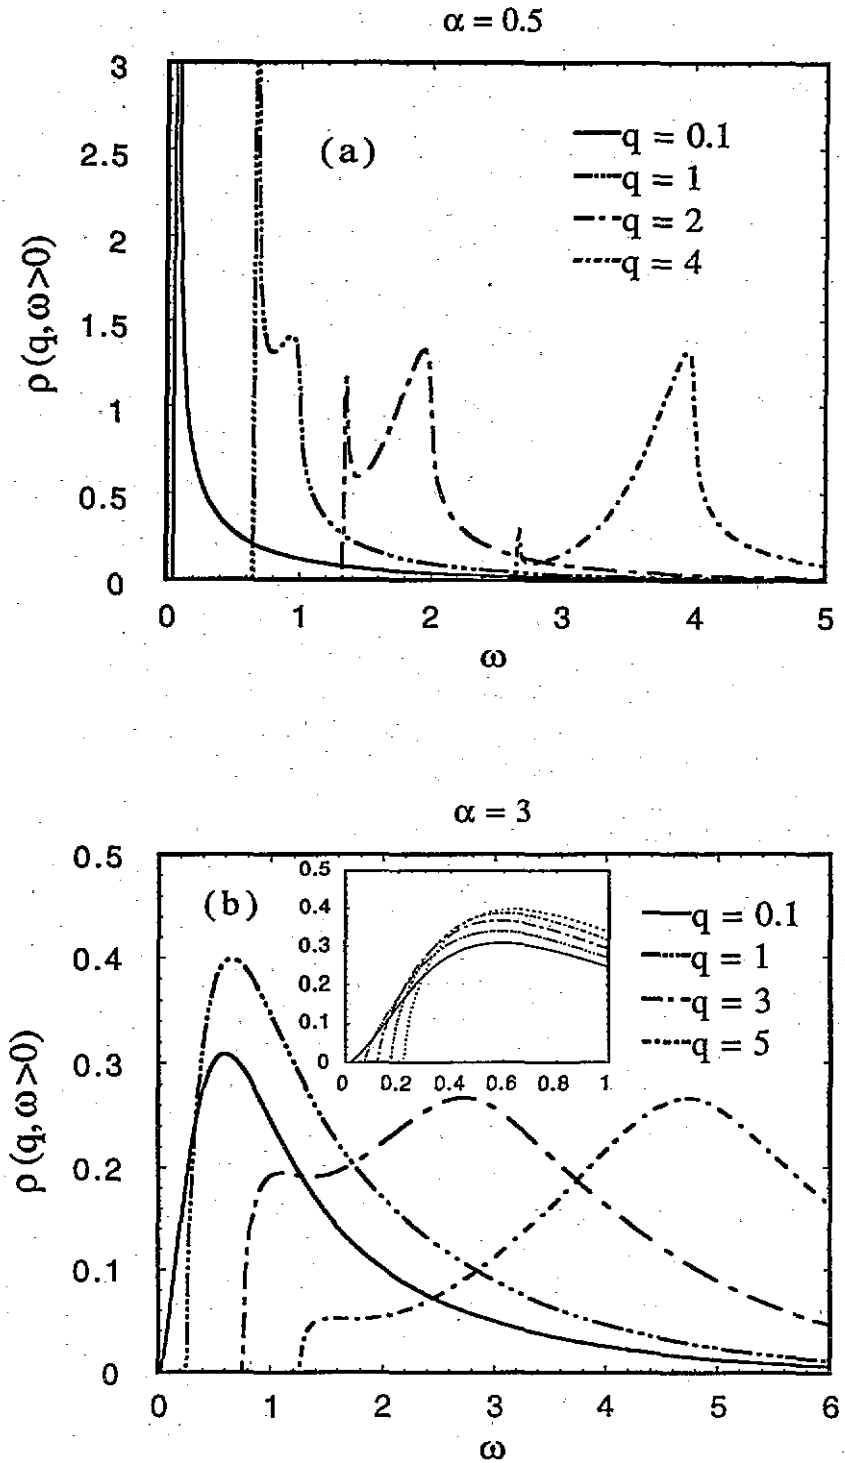 α = 0.5
(a)
q = 0.1
q = 1
q = 2
q = 4
3
2.5
2
1.5
1
0.5
0
ρ (q, ω>0)
0 1 2 3 4 5
ω
α = 3
(b)
q = 0.1
q = 1
q = 3
q = 5
0.5
0.4
0.3
0.2
0.1
0
ρ (q, ω>0)
0.5
0.4
0.3
0.2
0.1
0
0 0.2 0.4 0.6 0.8 1
0 1 2 3 4 5 6
ω